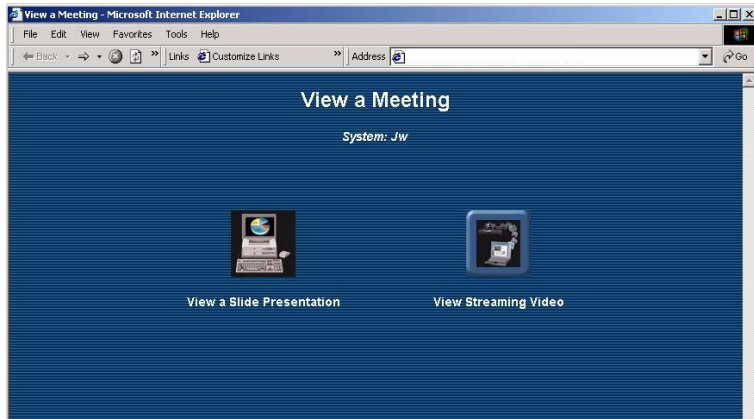 View a Meeting - Microsoft Internet Explorer
File Edit View Favorites Tools Help
Back » Links Customize Links » Address Go
View a Meeting
System: Jw
View a Slide Presentation View Streaming Video